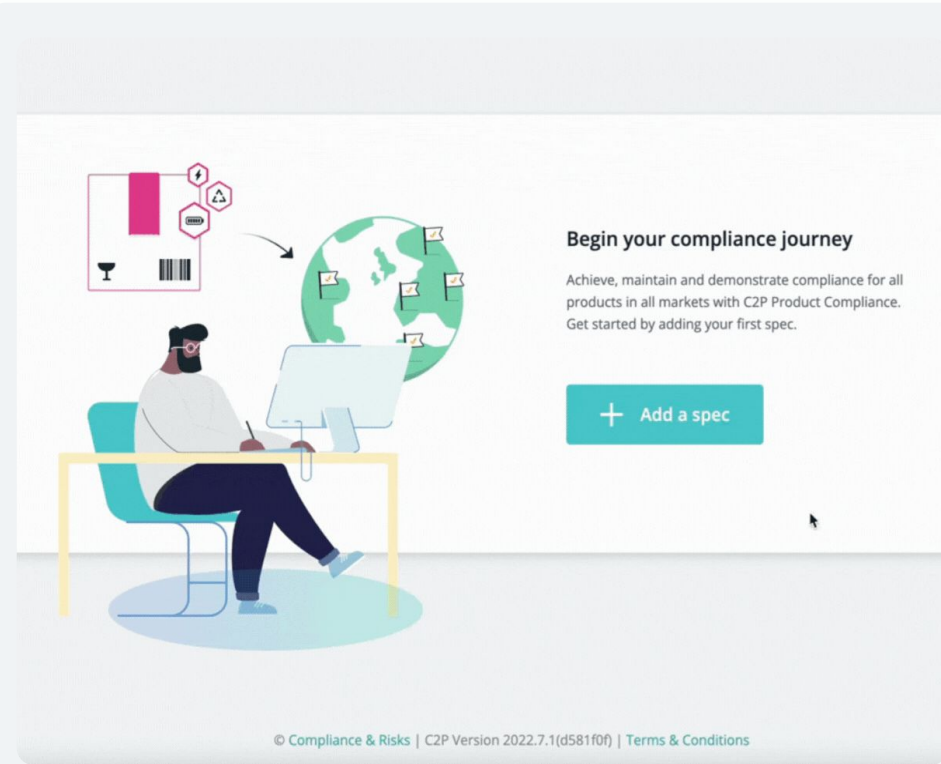 Begin your compliance journey
Achieve, maintain and demonstrate compliance for all
products in all markets with C2P Product Compliance.
Get started by adding your first spec.
+ Add a spec
© Compliance & Risks | C2P Version 2022.7.1(d581f0f) | Terms & Conditions